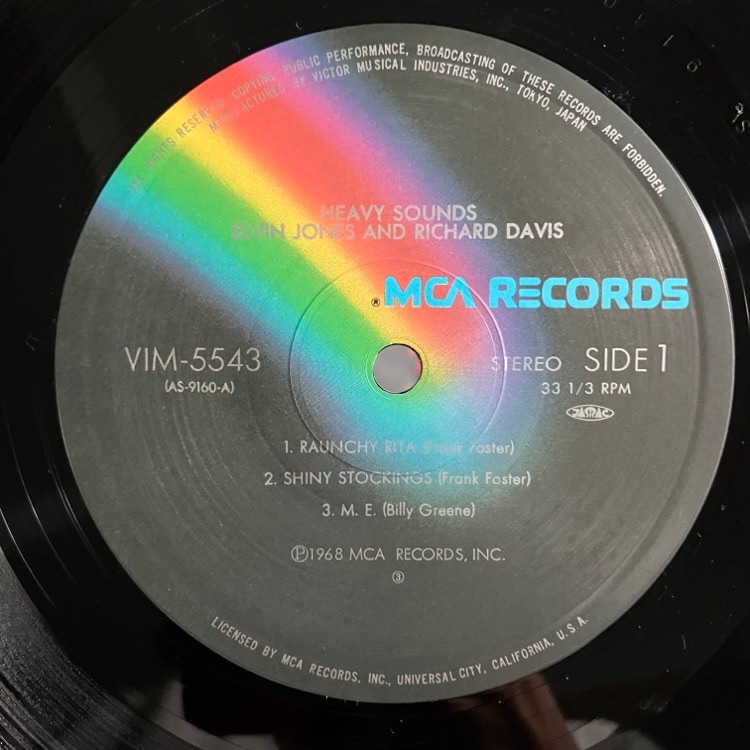 ALL RIGHTS RESERVED. COPYING, PUBLIC PERFORMANCE, BROADCASTING OF THESE RECORDS ARE FORBIDDEN.
MANUFACTURED BY VICTOR MUSICAL INDUSTRIES, INC., TOKYO, JAPAN
HEAVY SOUNDS
ELVIN JONES AND RICHARD DAVIS
® MCA RECORDS
VIM-5543
(AS-9160-A)
STEREO SIDE 1
33 1/3 RPM
JASRAC
1. RAUNCHY RITA (Frank Foster)
2. SHINY STOCKINGS (Frank Foster)
3. M. E. (Billy Greene)
Ⓟ1968 MCA RECORDS, INC.
③
LICENSED BY MCA RECORDS, INC., UNIVERSAL CITY, CALIFORNIA, U.S.A.